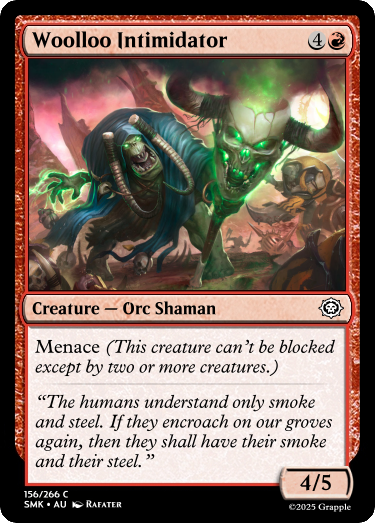 Woolloo Intimidator 4
Creature — Orc Shaman
Menace (This creature can't be blocked
except by two or more creatures.)
“The humans understand only smoke
and steel. If they encroach on our groves
again, then they shall have their smoke
and their steel.”
4/5
156/266 C
SMK • AU Rafater
©2025 Grapple